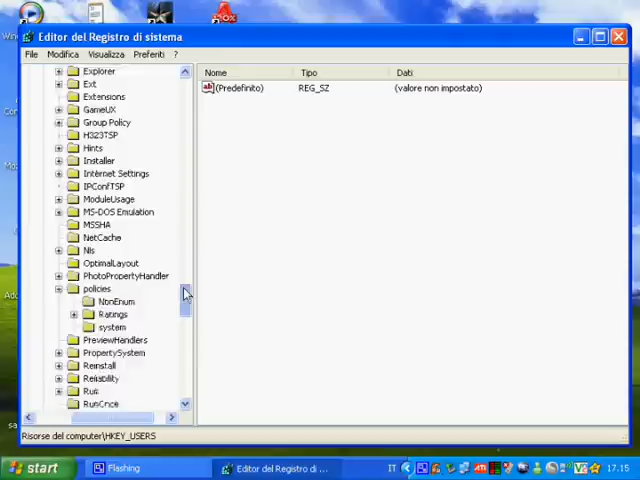 Editor del Registro di sistema
File Modifica Visualizza Preferiti ?
Nome Tipo Dati
(Predefinito) REG_SZ (valore non impostato)
Explorer
Ext
Extensions
GameUX
Group Policy
H323TSP
Hints
Installer
Internet Settings
IPConfTSP
ModuleUsage
MS-DOS Emulation
MSSHA
NetCache
Nls
OptimalLayout
PhotoPropertyHandler
policies
NonEnum
Ratings
system
PreviewHandlers
PropertySystem
Reinstall
Reliability
Run
RunOnce
Risorse del computer\HKEY_USERS
start Flashing Editor del Registro di ... IT 17.15